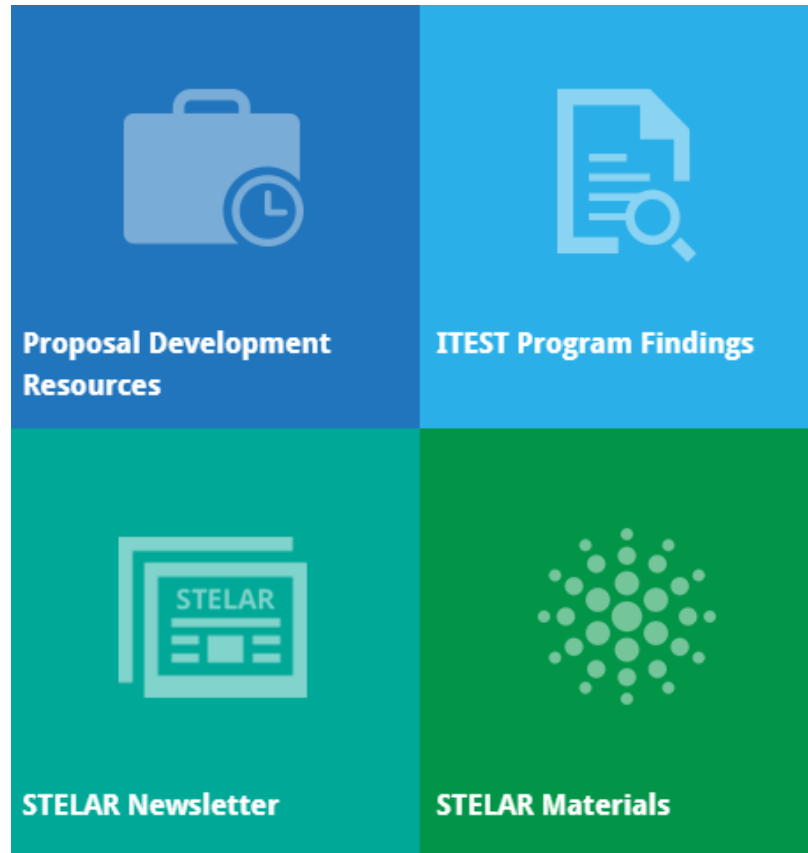 Proposal Development
Resources
ITEST Program Findings
STELAR
STELAR Newsletter
STELAR Materials